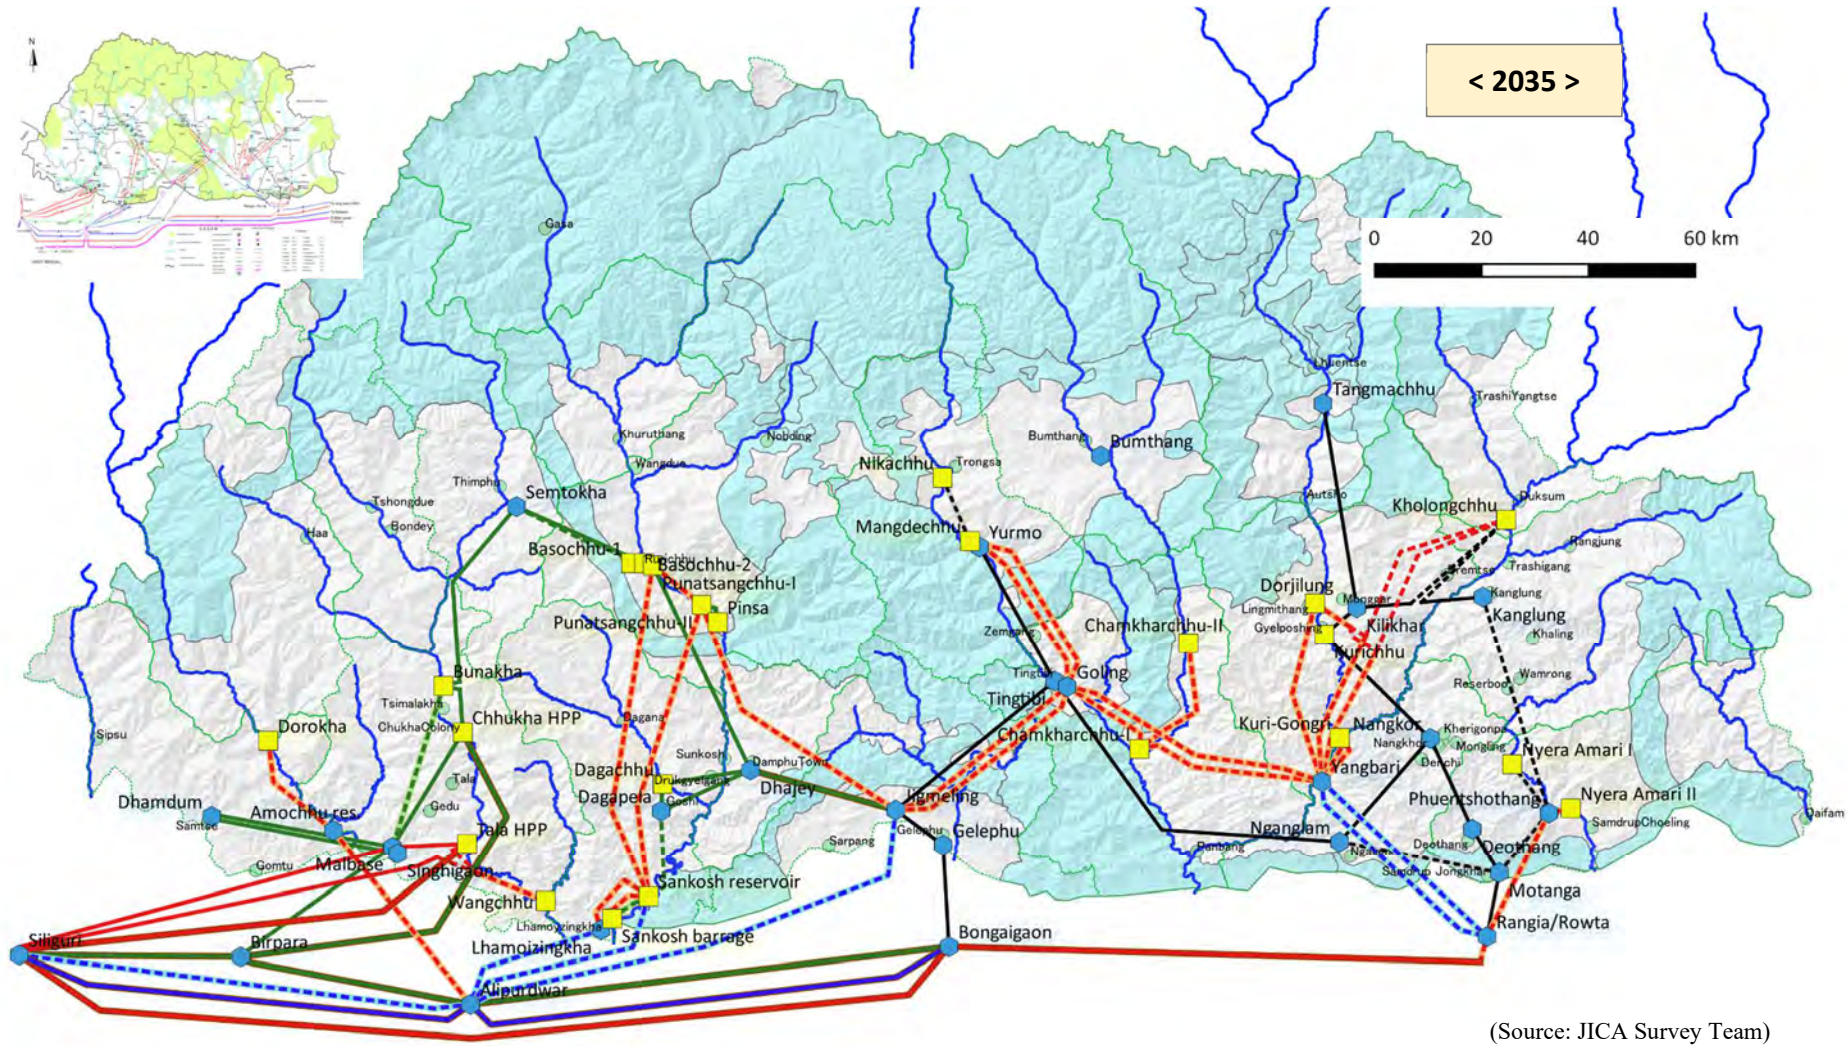 N
< 2035 >
0 20 40 60 km
Gasa
Lhuentse
Tangmachhu
TrashiYangtse
Khuruthang
Nobding
Bumthang
Bumthang
Wangdue
Nikachhu
Trongsa
Thimphu
Semtokha
Tshongdue
Bondey
Haa
Autsho
Kholongchhu
Duksum
Mangdechhu
Yurmo
Rangjung
Basochhu-1
Rurichhu
Basochhu-2
Trashigang
Punatsangchhu-I
Pinsa
Punatsangchhu-II
Dorjilung
Monggar
Lingmithang
Kanglung
Kanglung
Gyelposhing
Kilikhar
Kurichhu
Khaling
Zemgang
Chamkharchhu-II
Bunakha
Tsimalakha
Tingtibi
Goling
Tingtibi
Wamrong
Reserboo
Chhukha HPP
ChukhaColony
Dagana
Dorokha
Sipsu
Chamkharchhu-I
Kuri-Gongri
Nangkor
Nangkhor
Kherigonpa
Mongling
Denchi
Nyera Amari I
Sunkosh
DamphuTown
Dagachhu
Drukgyelgang
Tala
Dhajey
Yangbari
Dagapela
Goshi
Dhamdum
Samtse
Amochhu res.
Gedu
Jigmeling
Gelephu
Gelephu
Phuentshothang
Nyera Amari II
SamdrupCholing
Daifam
Tala HPP
Sarpang
Nganglam
Panbang
Deothang
Deothang
Gomtu
Malbase
Singhigaon
Samdrup Jongkhar
Motanga
Sankosh reservoir
Wangchhu
Lhamoyzingkha
Sankosh barrage
Lhamoizingkha
Rangia/Rowta
Siliguri
Birpara
Bongaigaon
Alipurdwar
(Source: JICA Survey Team)